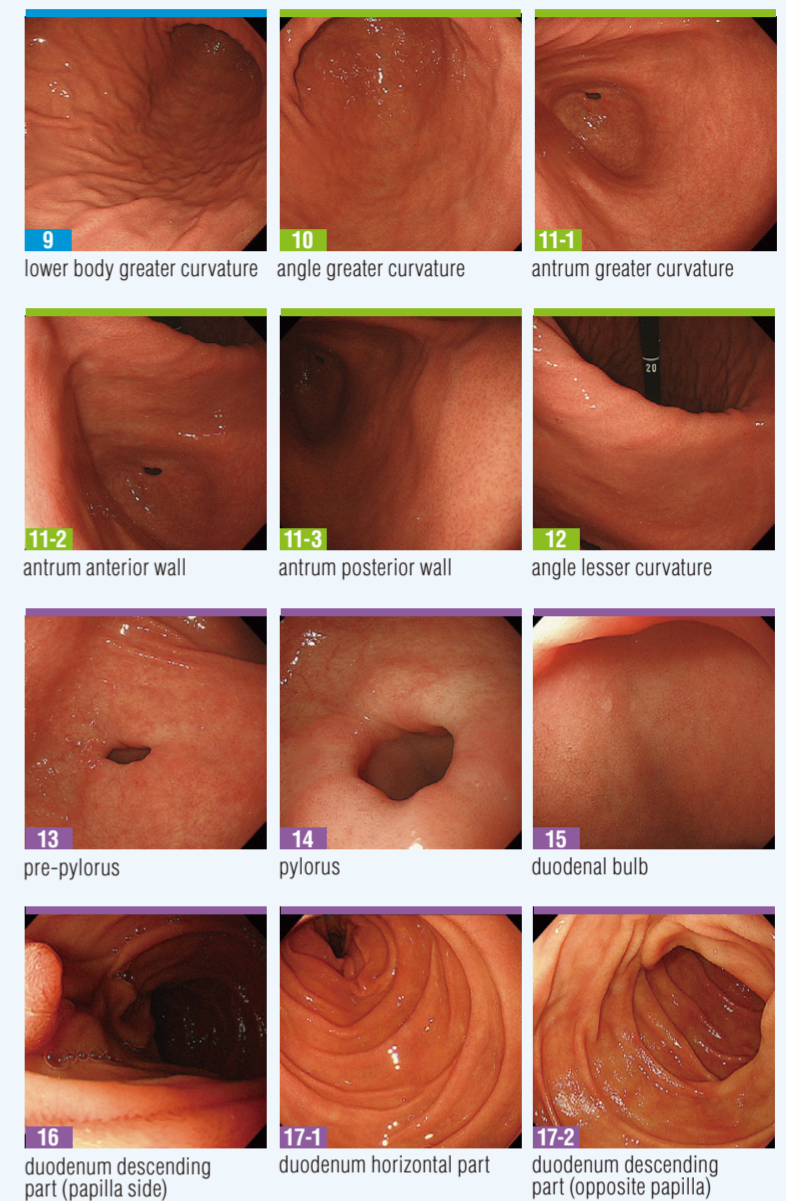 9
lower body greater curvature
10
angle greater curvature
11-1
antrum greater curvature
11-2
antrum anterior wall
11-3
antrum posterior wall
20
12
angle lesser curvature
13
pre-pylorus
14
pylorus
15
duodenal bulb
16
duodenum descending
part (papilla side)
17-1
duodenum horizontal part
17-2
duodenum descending
part (opposite papilla)